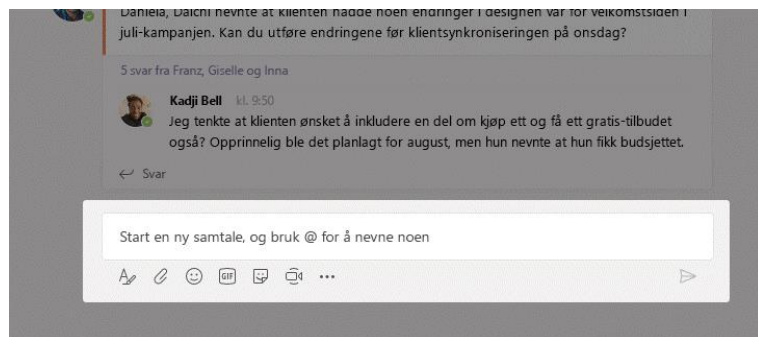 Daniela, Daichi nevnte at klienten hadde noen endringer i designen vår for velkomstsiden i
juli-kampanjen. Kan du utføre endringene før klientsynkroniseringen på onsdag?
5 svar fra Franz, Giselle og Inna
Kadji Bell kl. 9:50
Jeg tenkte at klienten ønsket å inkludere en del om kjøp ett og få ett gratis-tilbudet
også? Opprinnelig ble det planlagt for august, men hun nevnte at hun fikk budsjettet.
Svar
Start en ny samtale, og bruk @ for å nevne noen
GIF